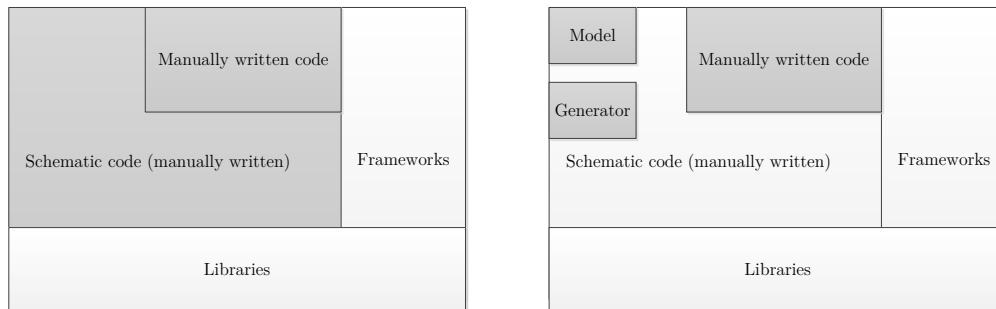 Manually written code
Schematic code (manually written)
Frameworks
Libraries
Model
Manually written code
Generator
Schematic code (manually written)
Frameworks
Libraries